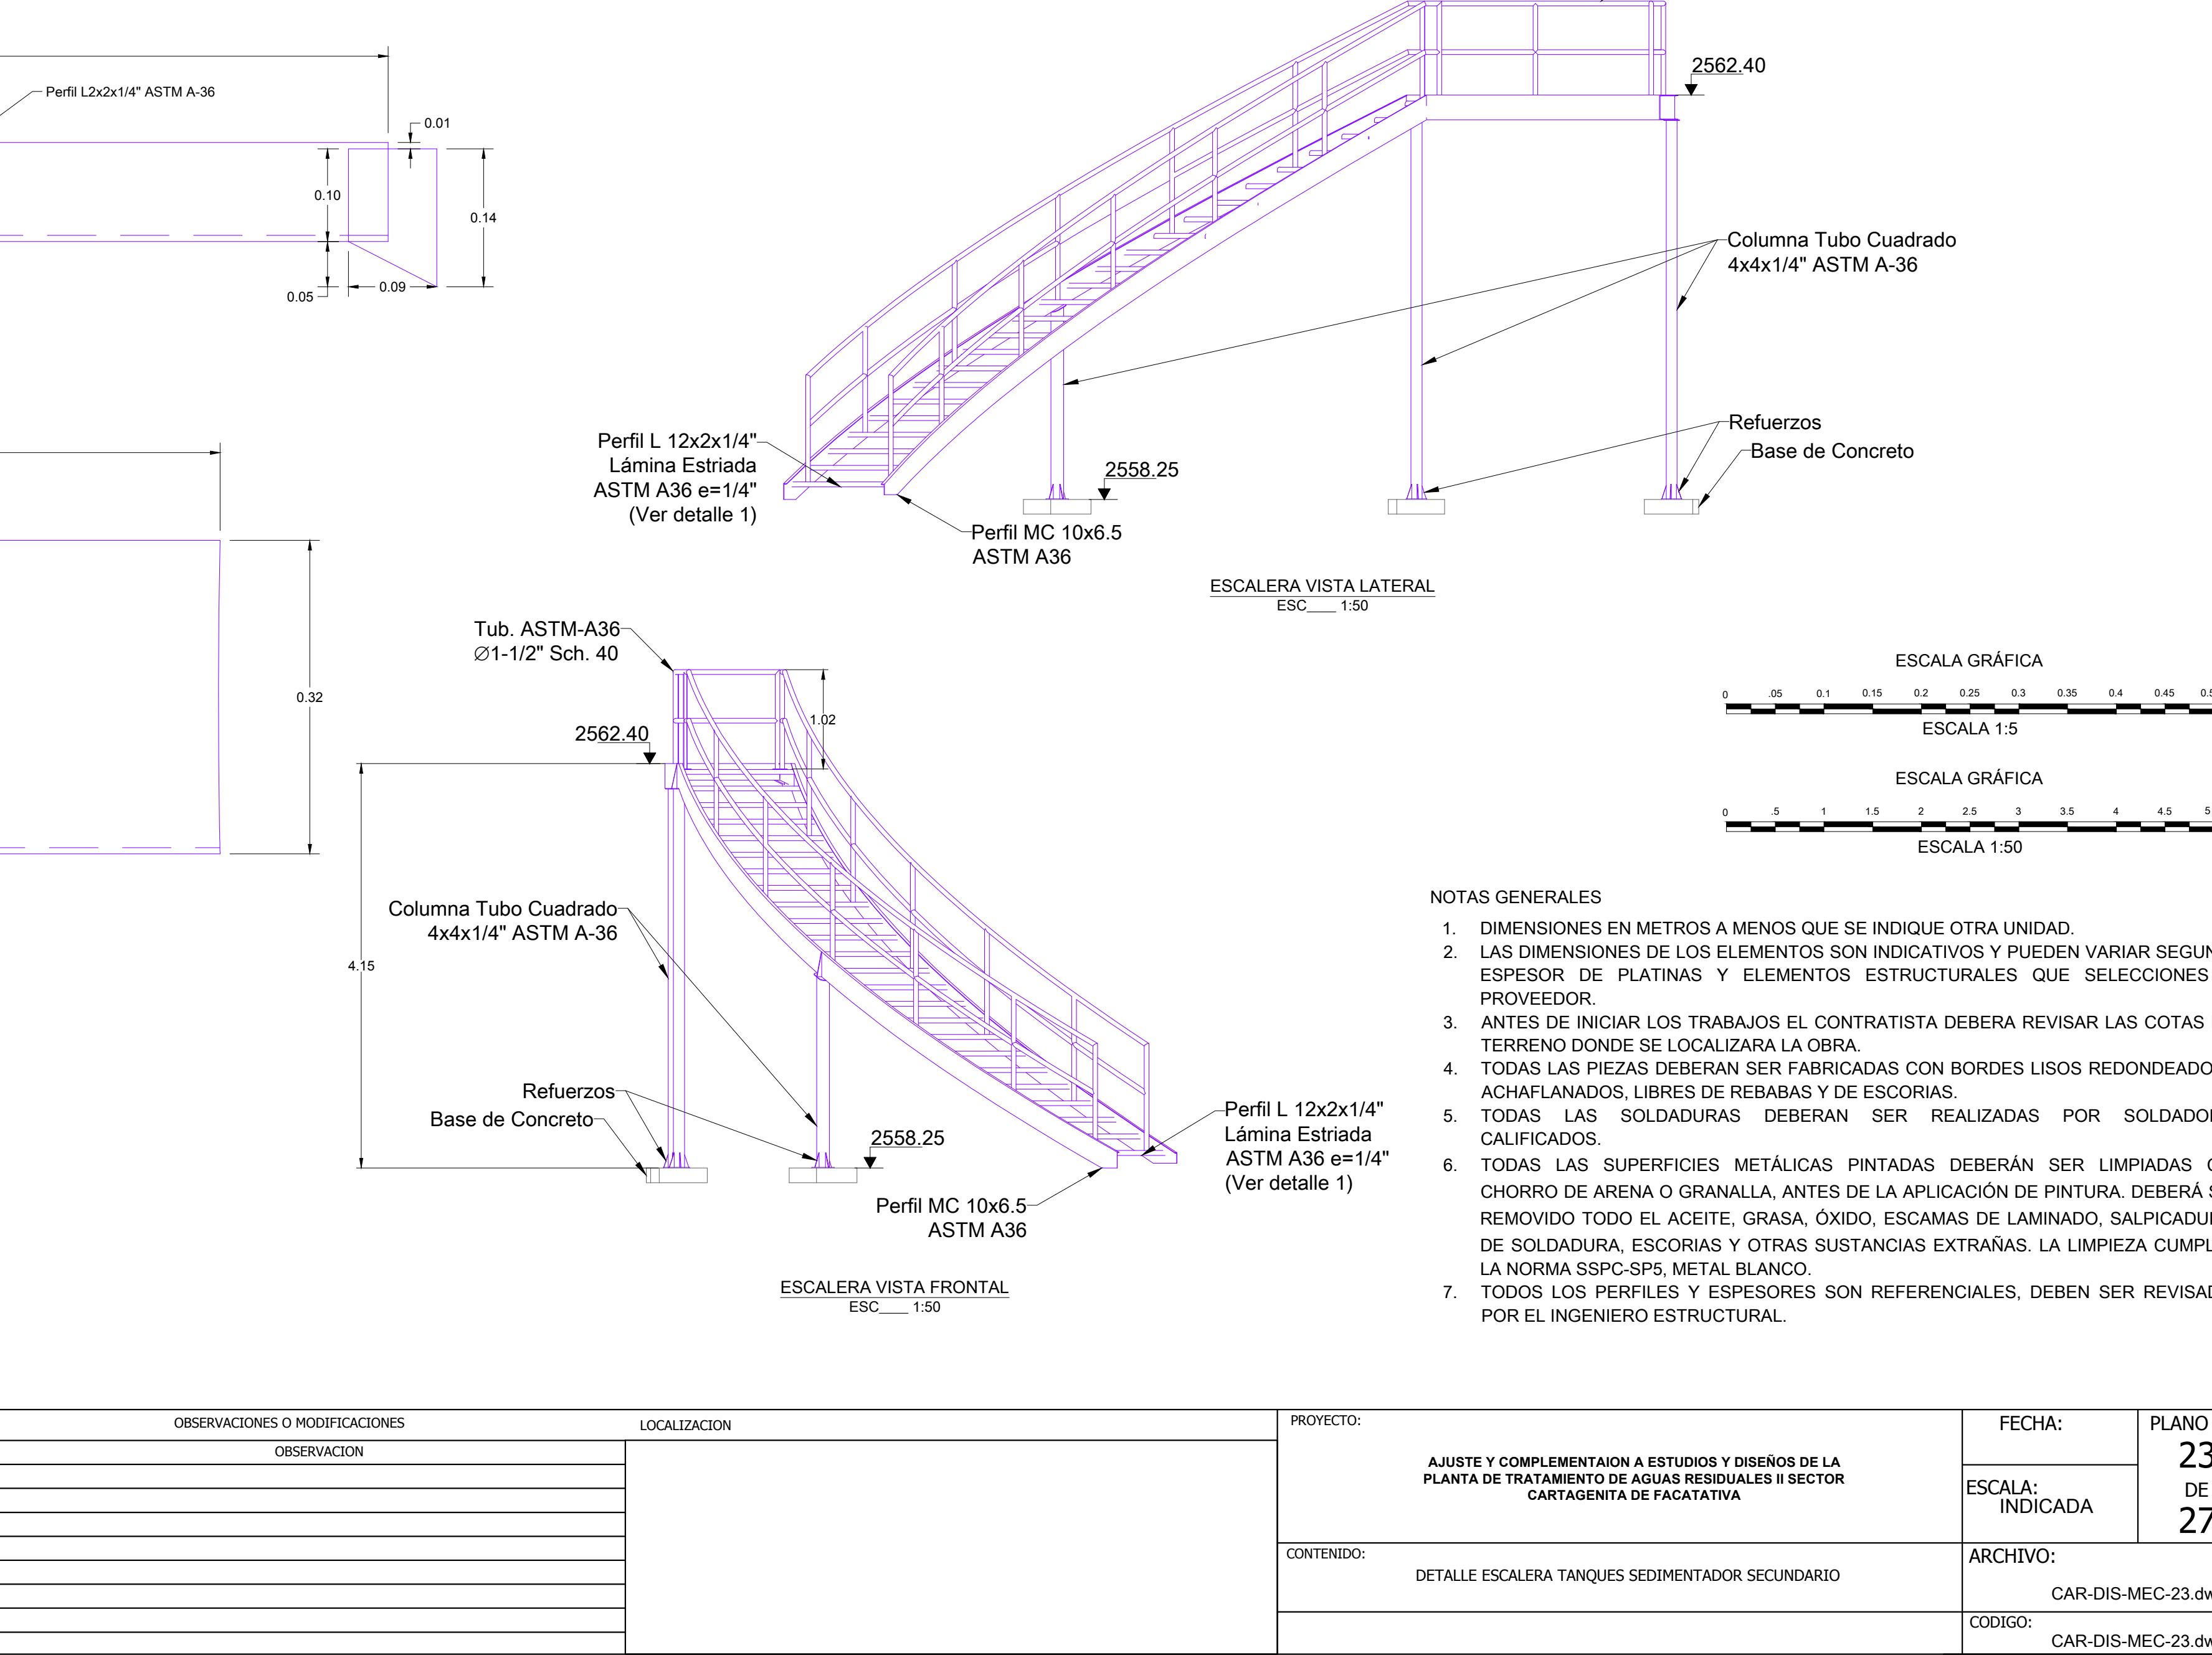 Perfil L2x2x1/4" ASTM A-36
0.01
0.10
0.14
0.05
0.09
0.32
2562.40
Columna Tubo Cuadrado
4x4x1/4" ASTM A-36
Refuerzos
Base de Concreto
Perfil L 12x2x1/4"
Lámina Estriada
ASTM A36 e=1/4"
(Ver detalle 1)
2558.25
Perfil MC 10x6.5
ASTM A36
ESCALERA VISTA LATERAL
ESC____ 1:50
Tub. ASTM-A36
∅1-1/2" Sch. 40
1.02
2562.40
4.15
Columna Tubo Cuadrado
4x4x1/4" ASTM A-36
Refuerzos
Base de Concreto
2558.25
Perfil L 12x2x1/4"
Lámina Estriada
ASTM A36 e=1/4"
(Ver detalle 1)
Perfil MC 10x6.5
ASTM A36
ESCALERA VISTA FRONTAL
ESC____ 1:50
ESCALA GRÁFICA
0 .05 0.1 0.15 0.2 0.25 0.3 0.35 0.4 0.45
ESCALA 1:5
ESCALA GRÁFICA
0 .5 1 1.5 2 2.5 3 3.5 4 4.5 5
ESCALA 1:50
NOTAS GENERALES
1. DIMENSIONES EN METROS A MENOS QUE SE INDIQUE OTRA UNIDAD.
2. LAS DIMENSIONES DE LOS ELEMENTOS SON INDICATIVOS Y PUEDEN VARIAR SEGUN
ESPESOR DE PLATINAS Y ELEMENTOS ESTRUCTURALES QUE SELECCIONES
PROVEEDOR.
3. ANTES DE INICIAR LOS TRABAJOS EL CONTRATISTA DEBERA REVISAR LAS COTAS
TERRENO DONDE SE LOCALIZARA LA OBRA.
4. TODAS LAS PIEZAS DEBERAN SER FABRICADAS CON BORDES LISOS REDONDEADO
ACHAFLANADOS, LIBRES DE REBABAS Y DE ESCORIAS.
5. TODAS LAS SOLDADURAS DEBERAN SER REALIZADAS POR SOLDADO
CALIFICADOS.
6. TODAS LAS SUPERFICIES METÁLICAS PINTADAS DEBERÁN SER LIMPIADAS
CHORRO DE ARENA O GRANALLA, ANTES DE LA APLICACIÓN DE PINTURA. DEBERÁ
REMOVIDO TODO EL ACEITE, GRASA, ÓXIDO, ESCAMAS DE LAMINADO, SALPICADU
DE SOLDADURA, ESCORIAS Y OTRAS SUSTANCIAS EXTRAÑAS. LA LIMPIEZA CUMPL
LA NORMA SSPC-SP5, METAL BLANCO.
7. TODOS LOS PERFILES Y ESPESORES SON REFERENCIALES, DEBEN SER REVISA
POR EL INGENIERO ESTRUCTURAL.
OBSERVACIONES O MODIFICACIONES
OBSERVACION
LOCALIZACION
PROYECTO:
AJUSTE Y COMPLEMENTAION A ESTUDIOS Y DISEÑOS DE LA
PLANTA DE TRATAMIENTO DE AGUAS RESIDUALES II SECTOR
CARTAGENITA DE FACATATIVA
CONTENIDO:
DETALLE ESCALERA TANQUES SEDIMENTADOR SECUNDARIO
FECHA:
ESCALA:
INDICADA
PLANO
23
DE
27
ARCHIVO:
CAR-DIS-MEC-23.dw
CODIGO:
CAR-DIS-MEC-23.dw